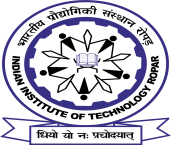 भारतीय प्रौद्योगिकी संस्थान रोपड़
INDIAN INSTITUTE OF TECHNOLOGY ROPAR
धियो यो नः प्रचोदयात्